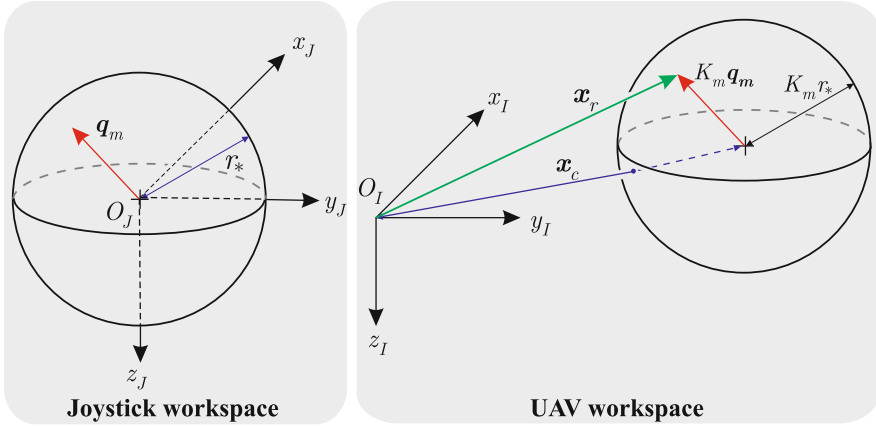 x_J
q_m
r_*
O_J
y_J
z_J
Joystick workspace
K_m q_m
K_m r_*
x_r
x_I
x_c
O_I
y_I
z_I
UAV workspace